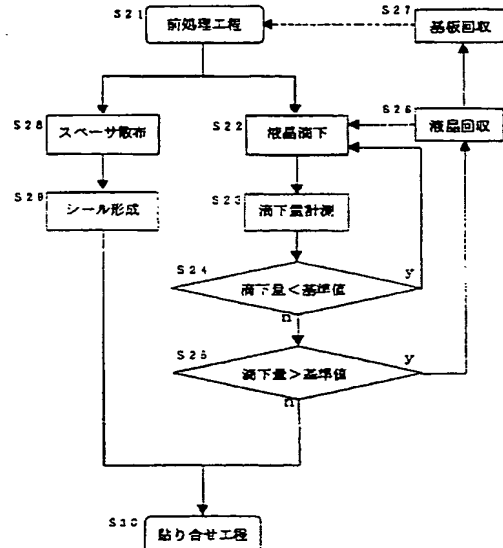 S21
前処理工程
S27
基板回収
S28
スペーサ散布
S22
液晶滴下
S26
液晶回収
S29
シール形成
S23
滴下量計測
S24
滴下量<基準値
y
n
S25
滴下量>基準値
y
n
S30
貼り合せ工程